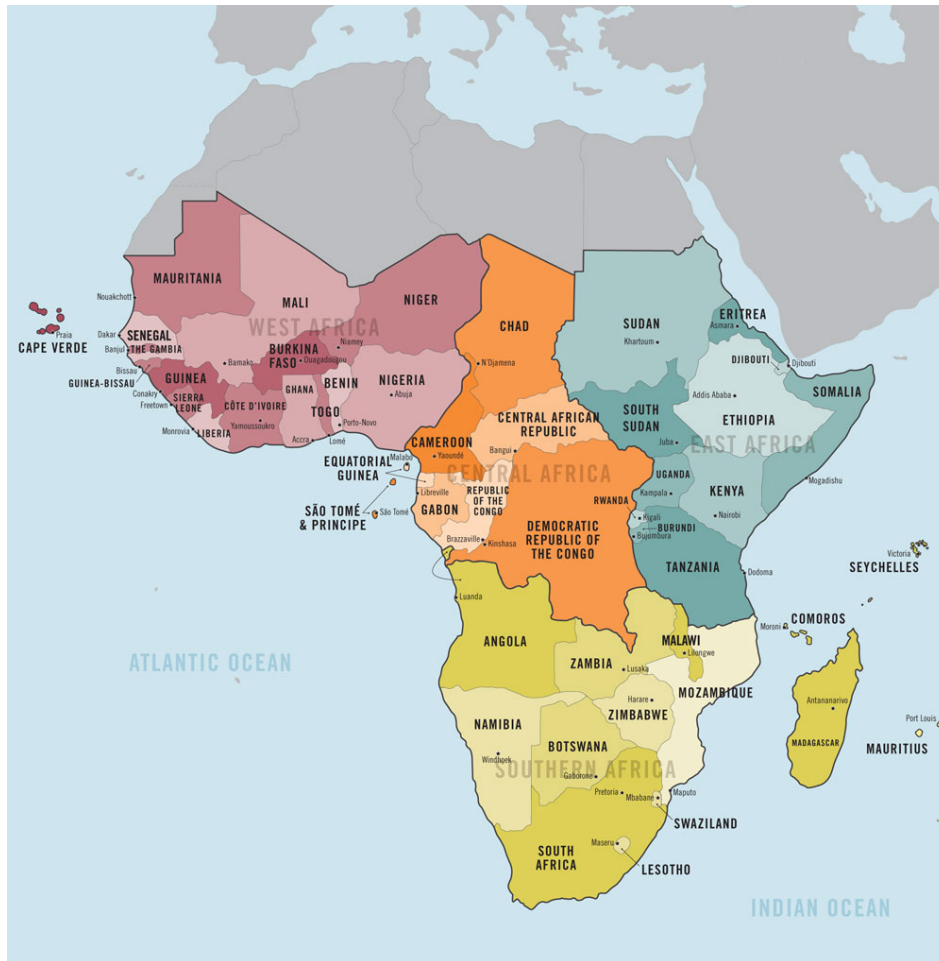 MAURITANIA
Nouakchott
MALI
NIGER
CHAD
SUDAN
Khartoum
ERITREA
Asmara
WEST AFRICA
Praia
CAPE VERDE
Dakar
SENEGAL
Banjul
THE GAMBIA
Bissau
GUINEA-BISSAU
Bamako
BURKINA
FASO
Ouagadougou
Niamey
N'Djamena
DJIBOUTI
Djibouti
GUINEA
Conakry
SIERRA
LEONE
Freetown
CÔTE D'IVOIRE
Yamoussoukro
GHANA
BENIN
TOGO
NIGERIA
Abuja
Porto-Novo
Monrovia
LIBERIA
Accra
Lomé
SOMALIA
Addis Ababa
ETHIOPIA
EAST AFRICA
SOUTH
SUDAN
Juba
CENTRAL AFRICAN
REPUBLIC
Bangui
CAMEROON
Yaoundé
CENTRAL AFRICA
Malabo
EQUATORIAL
GUINEA
Libreville
GABON
REPUBLIC
OF THE
CONGO
SÃO TOMÉ
& PRINCIPE
São Tomé
Brazzaville
Kinshasa
DEMOCRATIC
REPUBLIC OF
THE CONGO
UGANDA
Kampala
KENYA
Nairobi
Mogadishu
RWANDA
Kigali
BURUNDI
Bujumbura
TANZANIA
Dodoma
Victoria
SEYCHELLES
Luanda
ANGOLA
Moroni
COMOROS
MALAWI
Lilongwe
ZAMBIA
Lusaka
MOZAMBIQUE
Harare
ZIMBABWE
Antananarivo
MADAGASCAR
Port Louis
MAURITIUS
ATLANTIC OCEAN
NAMIBIA
Windhoek
BOTSWANA
SOUTHERN AFRICA
Gaborone
Pretoria
Mbabane
Maputo
SWAZILAND
SOUTH
AFRICA
Maseru
LESOTHO
INDIAN OCEAN